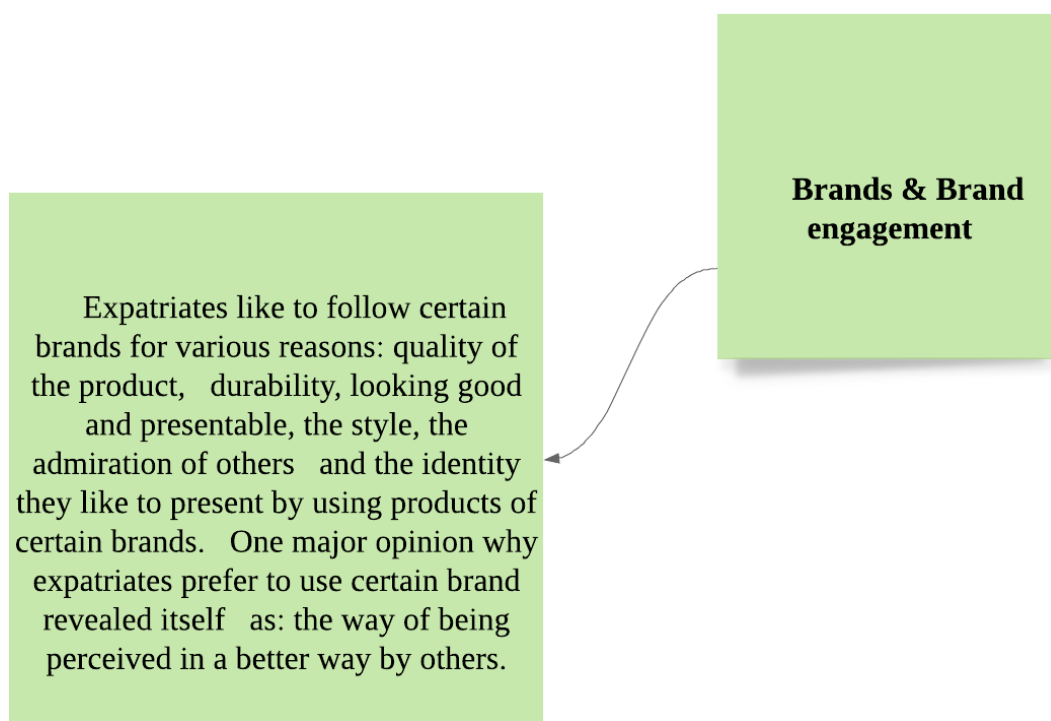 Brands & Brand
engagement
Expatriates like to follow certain
brands for various reasons: quality of
the product,   durability, looking good
and presentable, the style, the
admiration of others   and the identity
they like to present by using products of
certain brands.   One major opinion why
expatriates prefer to use certain brand
revealed itself   as: the way of being
perceived in a better way by others.